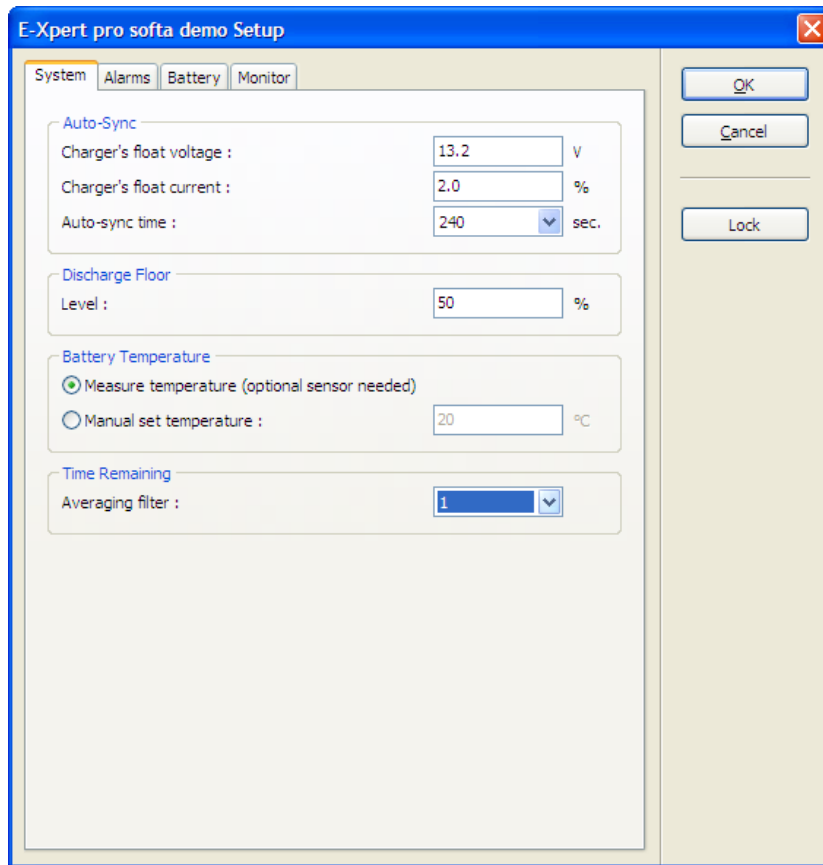 E-Xpert pro softa demo Setup
System Alarms Battery Monitor
OK
Cancel
Lock
Auto-Sync
Charger's float voltage : 13.2 V
Charger's float current : 2.0 %
Auto-sync time : 240 sec.
Discharge Floor
Level : 50 %
Battery Temperature
Measure temperature (optional sensor needed)
Manual set temperature : 20 °C
Time Remaining
Averaging filter : 1